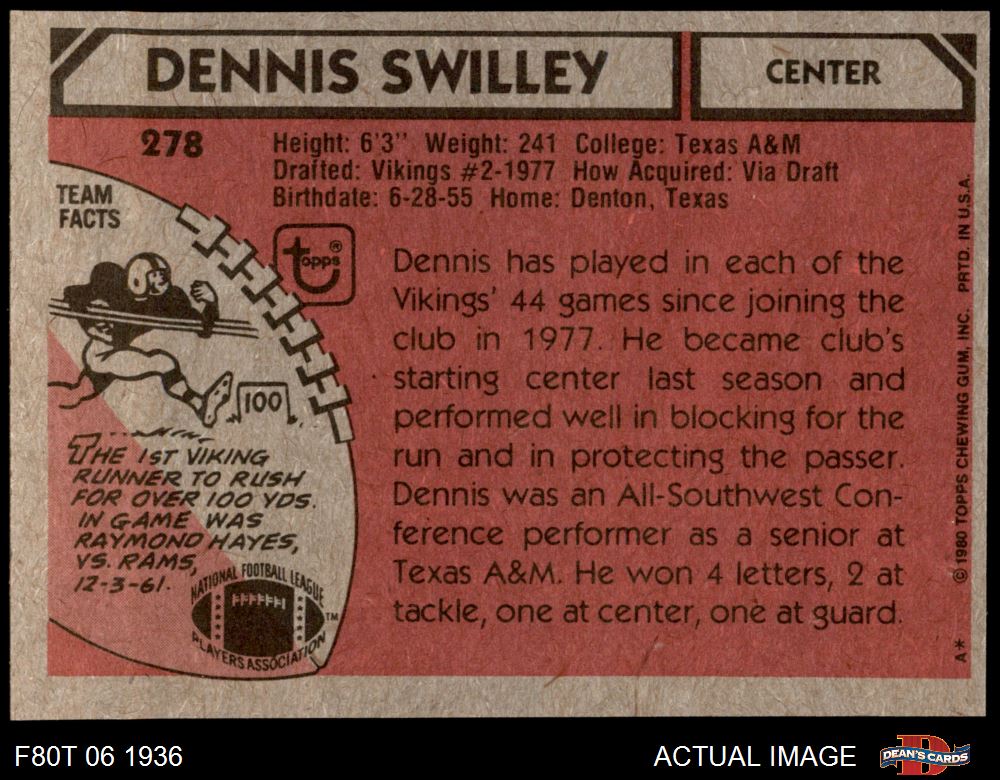 DENNIS SWILLEY
CENTER
278
Height: 6'3" Weight: 241 College: Texas A&M
Drafted: Vikings #2-1977 How Acquired: Via Draft
Birthdate: 6-28-55 Home: Denton, Texas
TEAM
FACTS
topps®
100
THE 1ST VIKING
RUNNER TO RUSH
FOR OVER 100 YDS.
IN GAME WAS
RAYMOND HAYES,
VS. RAMS,
12-3-61.
NATIONAL FOOTBALL LEAGUE
PLAYERS ASSOCIATION
TM
Dennis has played in each of the
Vikings' 44 games since joining the
club in 1977. He became club's
starting center last season and
performed well in blocking for the
run and in protecting the passer.
Dennis was an All-Southwest Con-
ference performer as a senior at
Texas A&M. He won 4 letters, 2 at
tackle, one at center, one at guard.
A* © 1980 TOPPS CHEWING GUM, INC. PRTD. IN U.S.A.
F80T 06 1936
ACTUAL IMAGE
D
DEAN'S CARDS